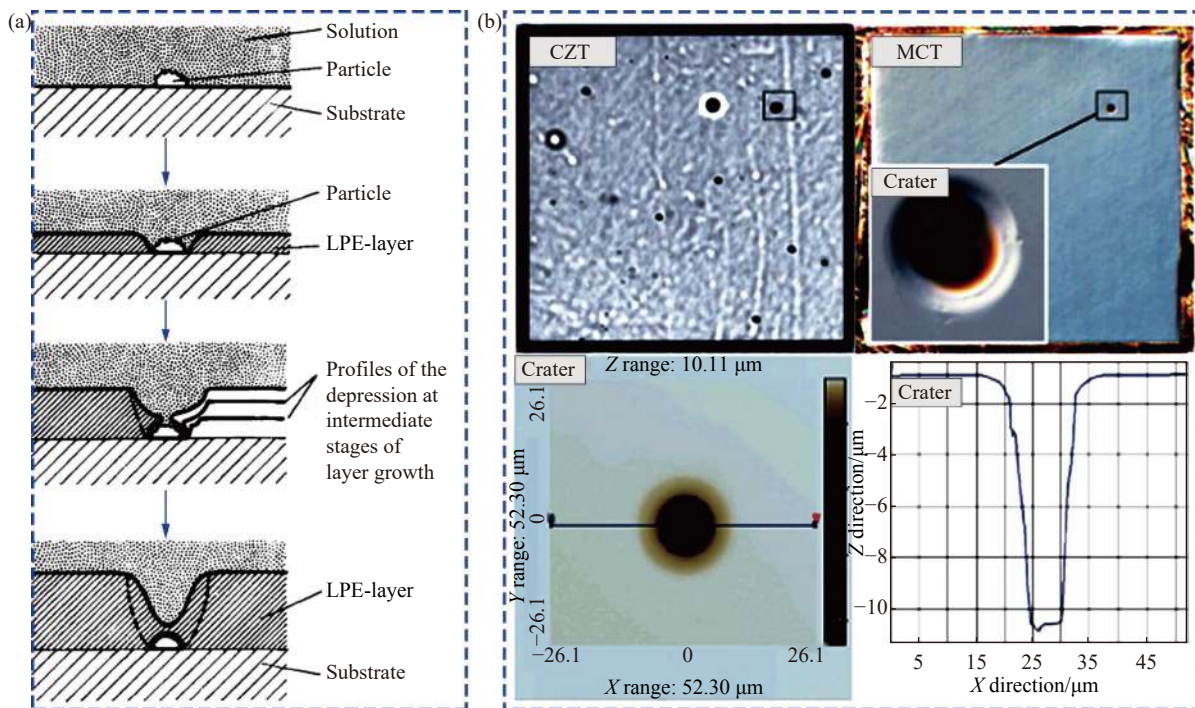 (a)
Solution
Particle
Substrate
Particle
LPE-layer
Profiles of the
depression at
intermediate
stages of
layer growth
LPE-layer
Substrate
(b)
CZT
MCT
Crater
Crater
Z range: 10.11 μm
26.1
0
−26.1
Y range: 52.30 μm
−26.1
0
26.1
X range: 52.30 μm
Crater
−2
−4
−6
−8
−10
Z direction/μm
5
15
25
35
45
X direction/μm